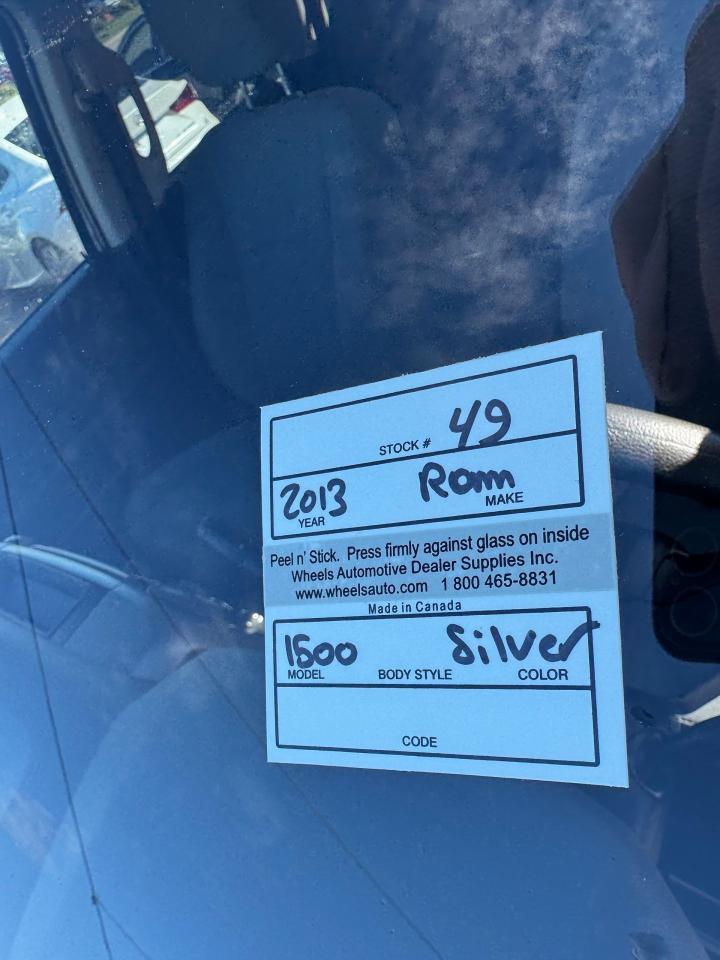 49
STOCK #
2013 Ram
YEAR MAKE
Peel n' Stick. Press firmly against glass on inside
Wheels Automotive Dealer Supplies Inc.
www.wheelsauto.com 1 800 465-8831
Made in Canada
1500 Silver
MODEL BODY STYLE COLOR
CODE